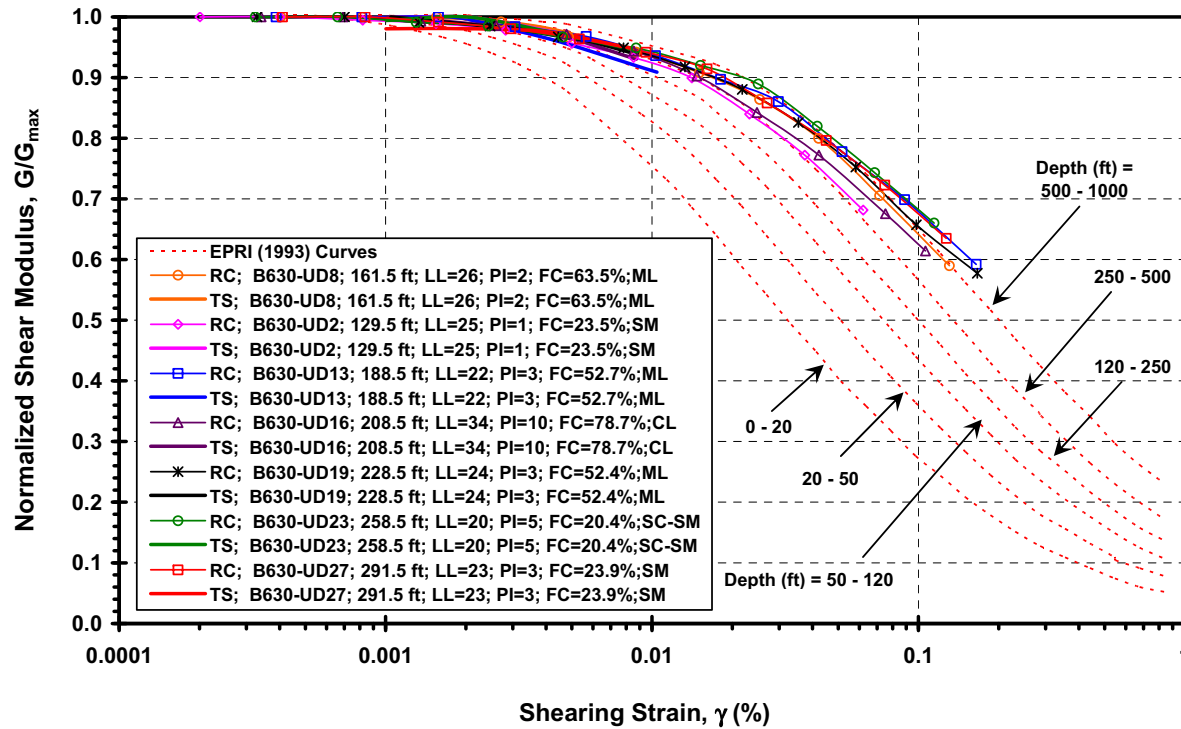 Normalized Shear Modulus, G/Gmax
1.0
0.9
0.8
0.7
0.6
0.5
0.4
0.3
0.2
0.1
0.0
Depth (ft) =
500 - 1000
250 - 500
120 - 250
0 - 20
20 - 50
Depth (ft) = 50 - 120
EPRI (1993) Curves
RC; B630-UD8; 161.5 ft; LL=26; PI=2; FC=63.5%;ML
TS; B630-UD8; 161.5 ft; LL=26; PI=2; FC=63.5%;ML
RC; B630-UD2; 129.5 ft; LL=25; PI=1; FC=23.5%;SM
TS; B630-UD2; 129.5 ft; LL=25; PI=1; FC=23.5%;SM
RC; B630-UD13; 188.5 ft; LL=22; PI=3; FC=52.7%;ML
TS; B630-UD13; 188.5 ft; LL=22; PI=3; FC=52.7%;ML
RC; B630-UD16; 208.5 ft; LL=34; PI=10; FC=78.7%;CL
TS; B630-UD16; 208.5 ft; LL=34; PI=10; FC=78.7%;CL
RC; B630-UD19; 228.5 ft; LL=24; PI=3; FC=52.4%;ML
TS; B630-UD19; 228.5 ft; LL=24; PI=3; FC=52.4%;ML
RC; B630-UD23; 258.5 ft; LL=20; PI=5; FC=20.4%;SC-SM
TS; B630-UD23; 258.5 ft; LL=20; PI=5; FC=20.4%;SC-SM
RC; B630-UD27; 291.5 ft; LL=23; PI=3; FC=23.9%;SM
TS; B630-UD27; 291.5 ft; LL=23; PI=3; FC=23.9%;SM
0.0001 0.001 0.01 0.1 1
Shearing Strain, γ (%)